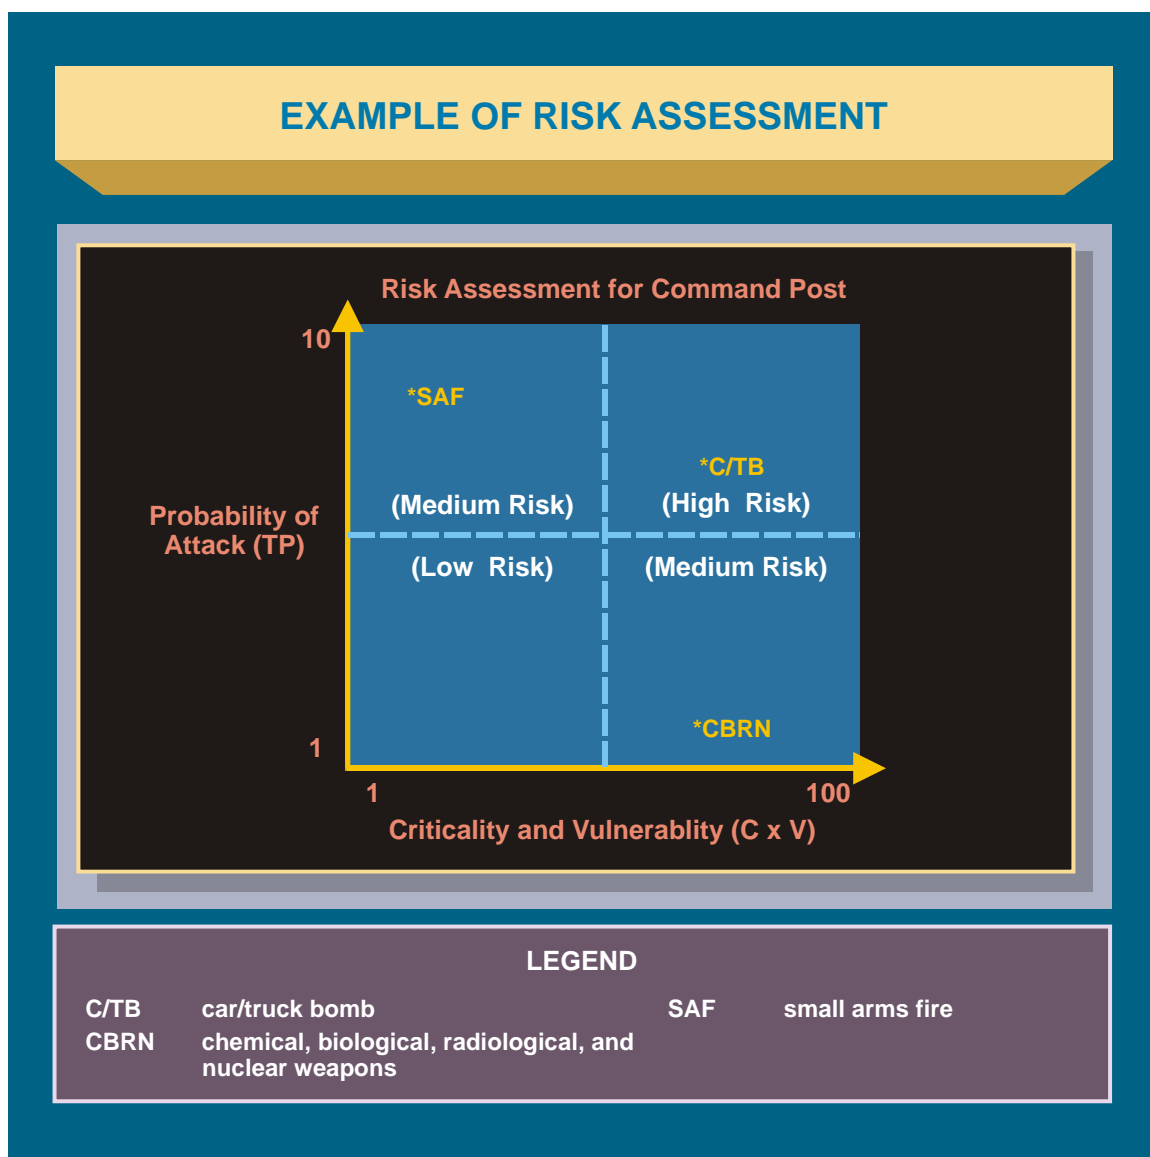 EXAMPLE OF RISK ASSESSMENT
Risk Assessment for Command Post
10
*SAF
*C/TB
(Medium Risk)
(High Risk)
Probability of
Attack (TP)
(Low Risk)
(Medium Risk)
*CBRN
1
1
100
Criticality and Vulnerablity (C x V)
LEGEND
C/TB car/truck bomb
SAF small arms fire
CBRN chemical, biological, radiological, and
nuclear weapons